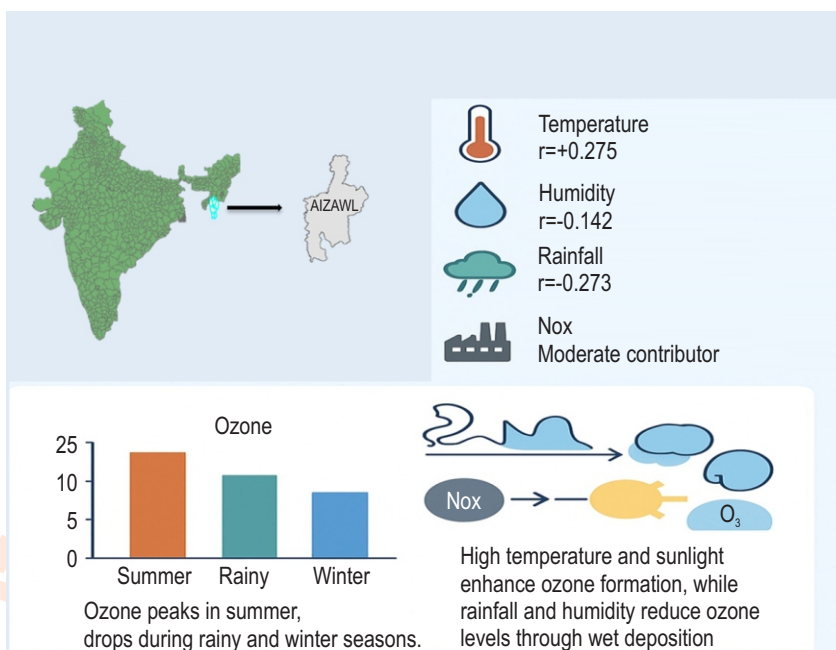 AIZAWL
Temperature
r=+0.275
Humidity
r=-0.142
Rainfall
r=-0.273
Nox
Moderate contributor
Ozone
25
10
5
0
Summer Rainy Winter
Ozone peaks in summer,
drops during rainy and winter seasons.
Nox
O₃
High temperature and sunlight
enhance ozone formation, while
rainfall and humidity reduce ozone
levels through wet deposition